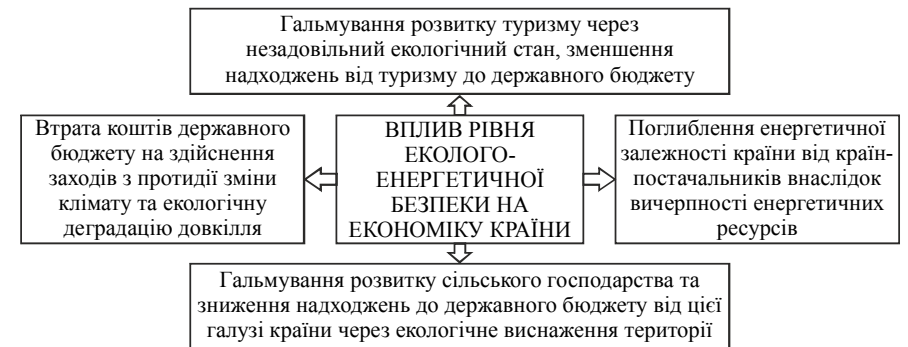 Гальмування розвитку туризму через
незадовільний екологічний стан, зменшення
надходжень від туризму до державного бюджету
Втрата коштів державного
бюджету на здійснення
заходів з протидії зміни
клімату та екологічну
деградацію довкілля
ВПЛИВ РІВНЯ
ЕКОЛОГО-
ЕНЕРГЕТИЧНОЇ
БЕЗПЕКИ НА
ЕКОНОМІКУ КРАЇНИ
Поглиблення енергетичної
залежності країни від країн-
постачальників внаслідок
вичерпності енергетичних
ресурсів
Гальмування розвитку сільського господарства та
зниження надходжень до державного бюджету від цієї
галузі країни через екологічне виснаження території